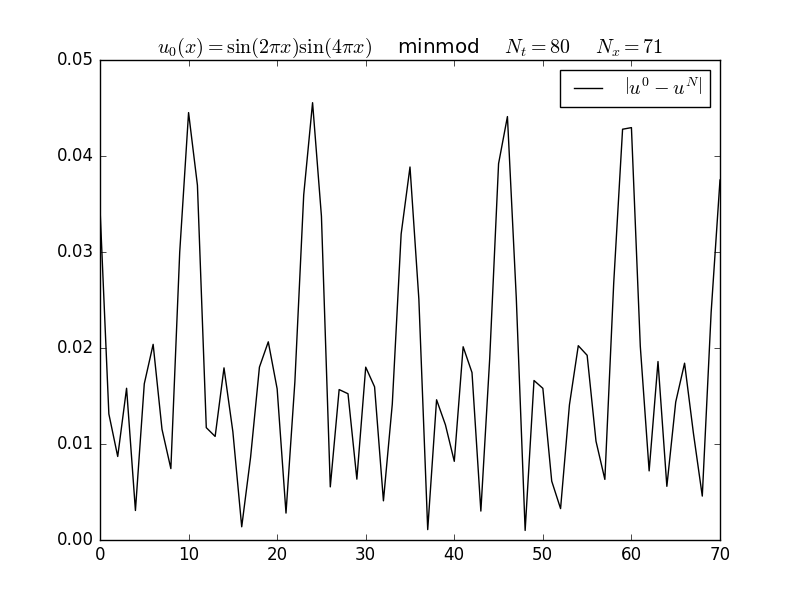 u₀(x) = sin(2πx)sin(4πx) minmod Nₜ = 80 Nₓ = 71
|u⁰ − uᴺ|
0.05
0.04
0.03
0.02
0.01
0.00
0 10 20 30 40 50 60 70